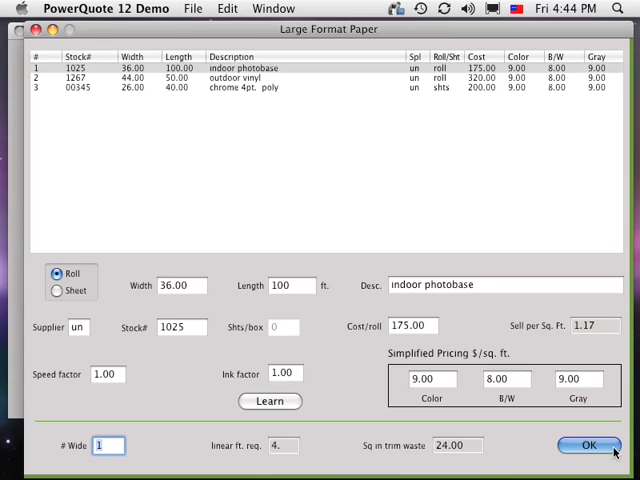 PowerQuote 12 Demo File Edit Window Fri 4:44 PM
Large Format Paper
# Stock# Width Length Description Spl Roll/Sht Cost Color B/W Gray
1 1025 36.00 100.00 indoor photobase un roll 175.00 9.00 8.00 9.00
2 1267 44.00 50.00 outdoor vinyl un roll 320.00 9.00 8.00 9.00
3 00345 26.00 40.00 chrome 4pt. poly un shts 200.00 9.00 8.00 9.00
Roll
Sheet
Width 36.00 Length 100 ft. Desc. indoor photobase
Supplier un Stock# 1025 Shts/box 0 Cost/roll 175.00 Sell per Sq. Ft. 1.17
Simplified Pricing $/sq. ft.
Speed factor 1.00 Ink factor 1.00 9.00 8.00 9.00
Learn Color B/W Gray
# Wide 1 linear ft. req. 4. Sq in trim waste 24.00 OK